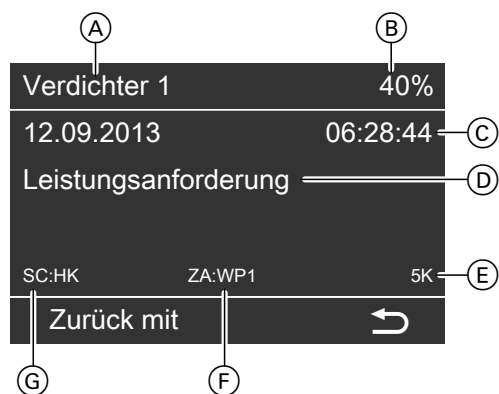 A B
Verdichter 1 40%
12.09.2013 06:28:44 C
Leistungsanforderung D
SC:HK ZA:WP1 5K E
Zurück mit
G F